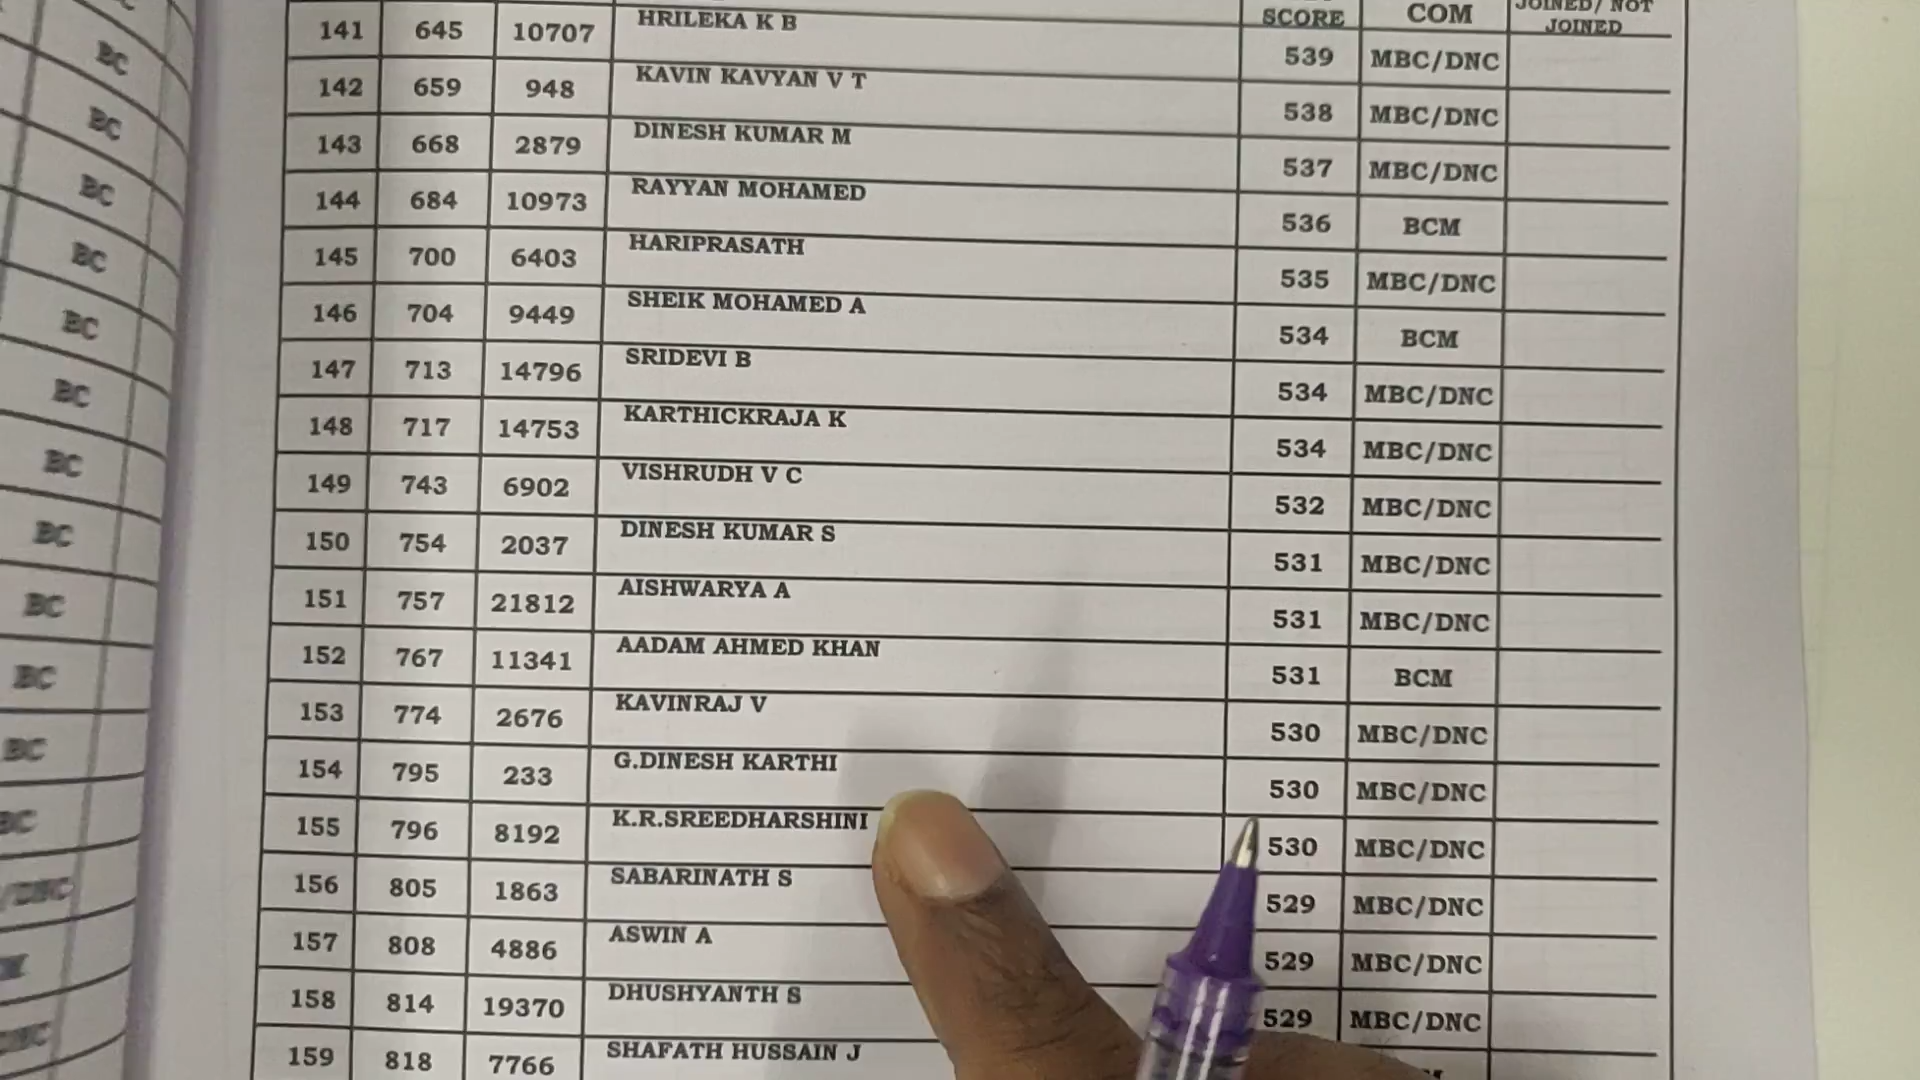 BC
BC
BC
BC
BC
BC
BC
BC
BC
BC
BC
BC
/DNC
DNC
SCORE COM JOINED/ NOT JOINED
141 645 10707 HRILEKA K B 539 MBC/DNC
142 659 948 KAVIN KAVYAN V T 538 MBC/DNC
143 668 2879 DINESH KUMAR M 537 MBC/DNC
144 684 10973 RAYYAN MOHAMED 536 BCM
145 700 6403 HARIPRASATH 535 MBC/DNC
146 704 9449 SHEIK MOHAMED A 534 BCM
147 713 14796 SRIDEVI B 534 MBC/DNC
148 717 14753 KARTHICKRAJA K 534 MBC/DNC
149 743 6902 VISHRUDH V C 532 MBC/DNC
150 754 2037 DINESH KUMAR S 531 MBC/DNC
151 757 21812 AISHWARYA A 531 MBC/DNC
152 767 11341 AADAM AHMED KHAN 531 BCM
153 774 2676 KAVINRAJ V 530 MBC/DNC
154 795 233 G.DINESH KARTHI 530 MBC/DNC
155 796 8192 K.R.SREEDHARSHINI 530 MBC/DNC
156 805 1863 SABARINATH S 529 MBC/DNC
157 808 4886 ASWIN A 529 MBC/DNC
158 814 19370 DHUSHYANTH S 529 MBC/DNC
159 818 7766 SHAFATH HUSSAIN J